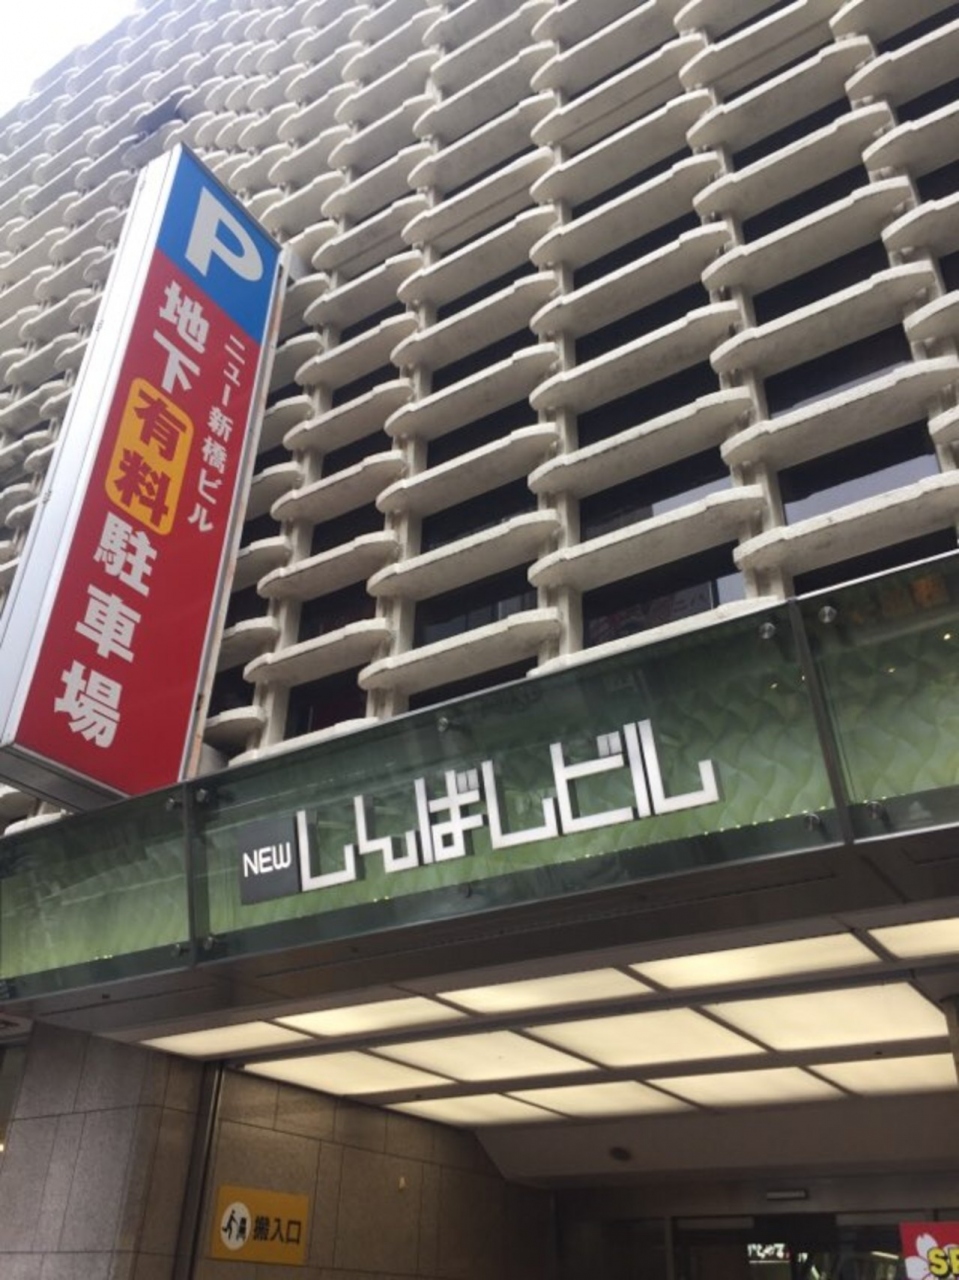 P
ニュー新橋ビル
地下有料駐車場
NEW しんばしビル
搬入口